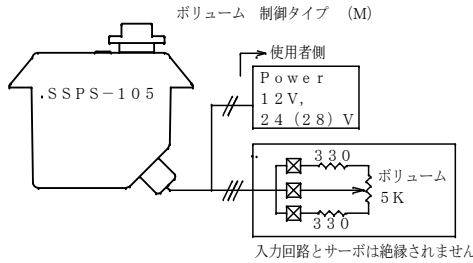 ボリューム 制御タイプ （M）
使用者側
Power
12V,
24（28）V
.SSPS－105
330
ボリューム
5K
330
入力回路とサーボは絶縁されません